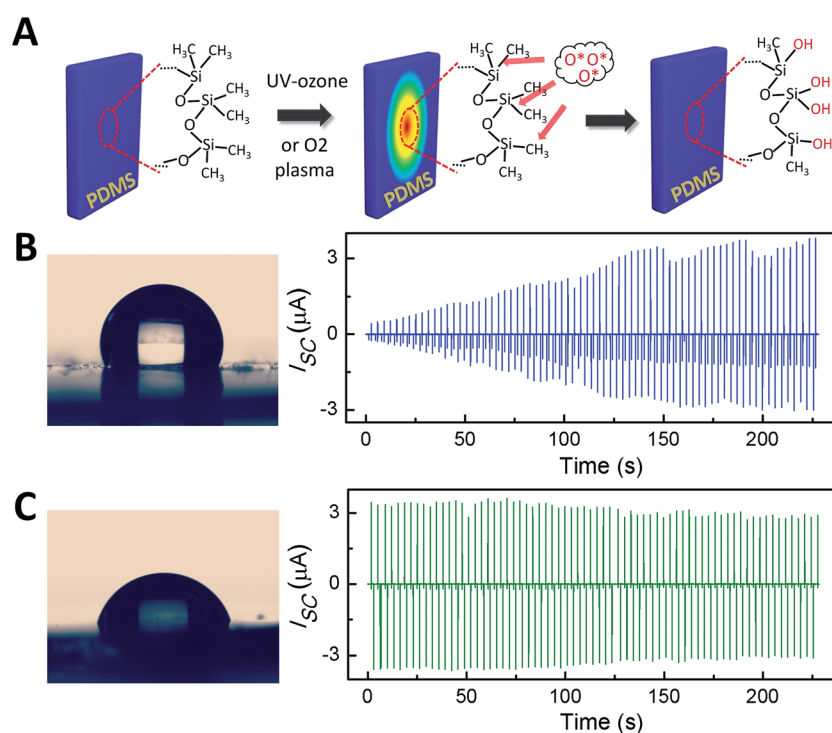 A
UV-ozone
or O2
plasma
PDMS
H₃C
CH₃
Si
O
Si
CH₃
CH₃
O
Si
CH₃
O
CH₃
PDMS
H₃C
CH₃
Si
O
Si
CH₃
CH₃
O
Si
CH₃
O
CH₃
O* O*
O*
PDMS
H₃C
OH
Si
O
Si
OH
OH
O
Si
OH
O
CH₃
B
I_SC (μA)
3
0
-3
0
50
100
150
200
Time (s)
C
I_SC (μA)
3
0
-3
0
50
100
150
200
Time (s)